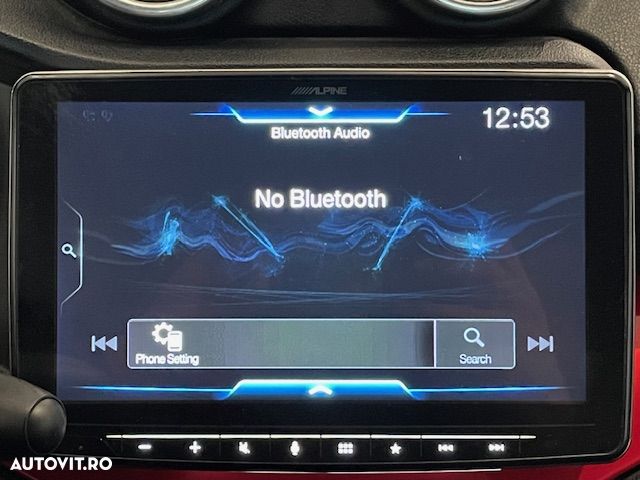 ALPINE
Bluetooth Audio
12:53
No Bluetooth
Phone Setting
Search
AUTOVIT.RO